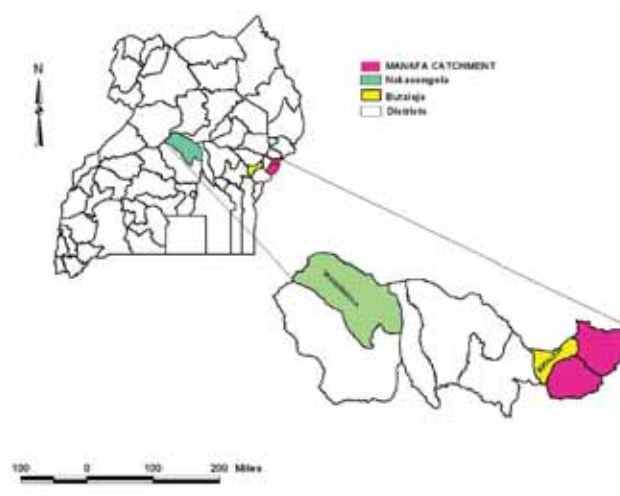 N
MANAFA CATCHMENT
Nakasongola
Butaleja
Districts
100 0 100 200 Miles